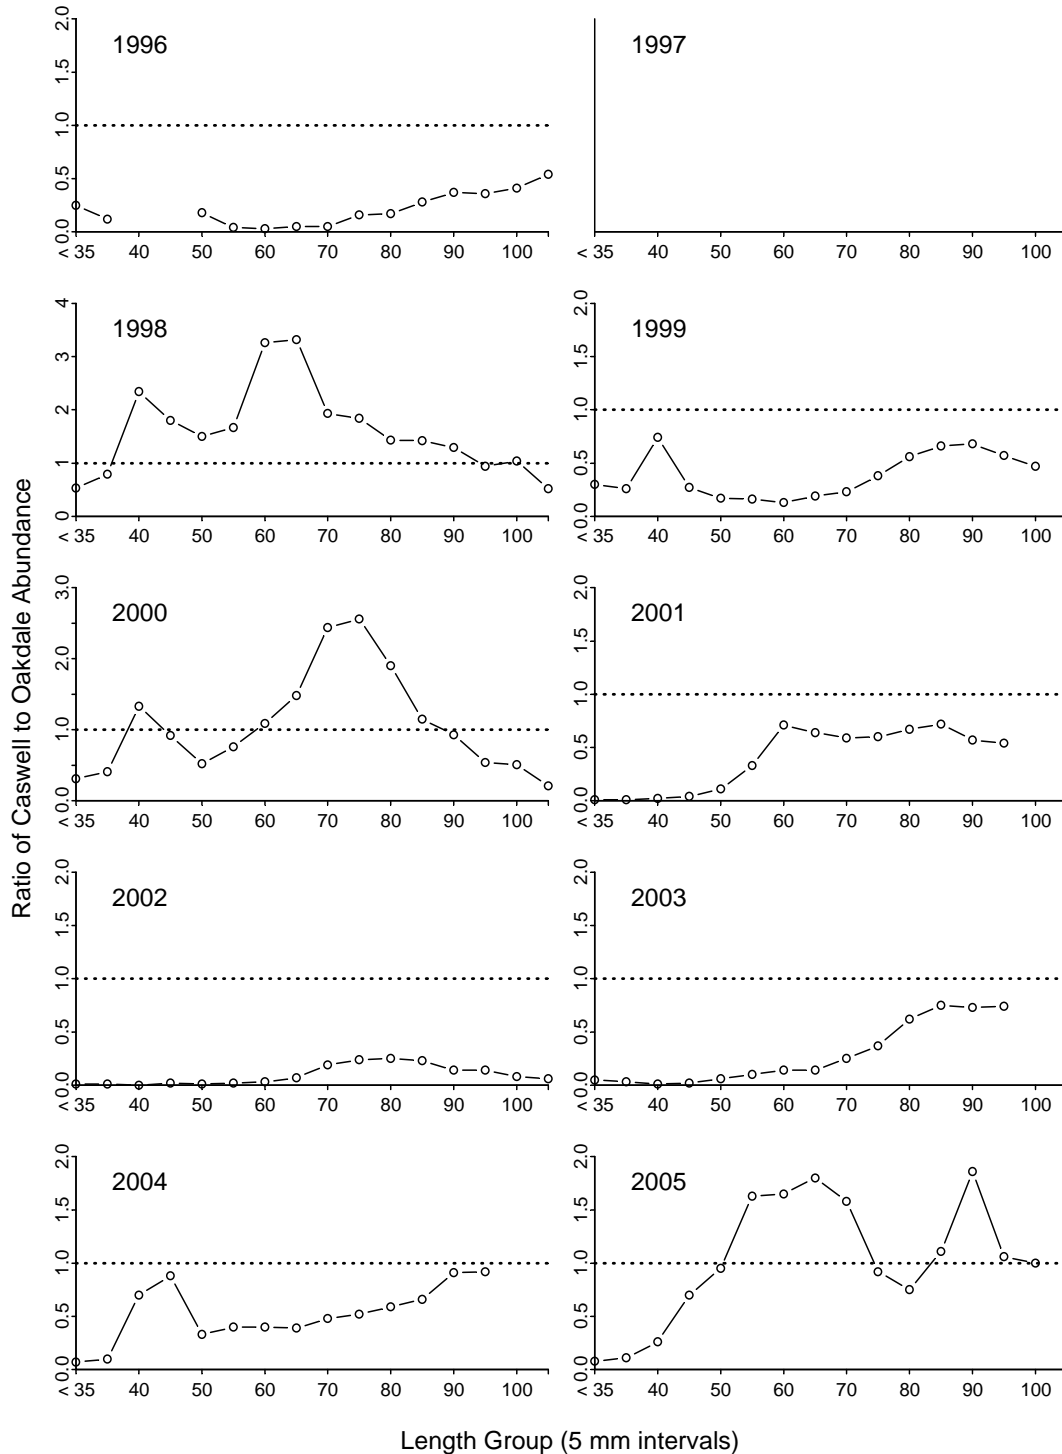 Ratio of Caswell to Oakdale Abundance
1996
0.0 0.5 1.0 1.5 2.0
< 35 40 50 60 70 80 90 100
1997
< 35 40 50 60 70 80 90 100
1998
0 1 2 3 4
< 35 40 50 60 70 80 90 100
1999
0.0 0.5 1.0 1.5 2.0
< 35 40 50 60 70 80 90 100
2000
0.0 1.0 2.0 3.0
< 35 40 50 60 70 80 90 100
2001
0.0 0.5 1.0 1.5 2.0
< 35 40 50 60 70 80 90 100
2002
0.0 0.5 1.0 1.5 2.0
< 35 40 50 60 70 80 90 100
2003
0.0 0.5 1.0 1.5 2.0
< 35 40 50 60 70 80 90 100
2004
0.0 0.5 1.0 1.5 2.0
< 35 40 50 60 70 80 90 100
2005
0.0 0.5 1.0 1.5 2.0
< 35 40 50 60 70 80 90 100
Length Group (5 mm intervals)